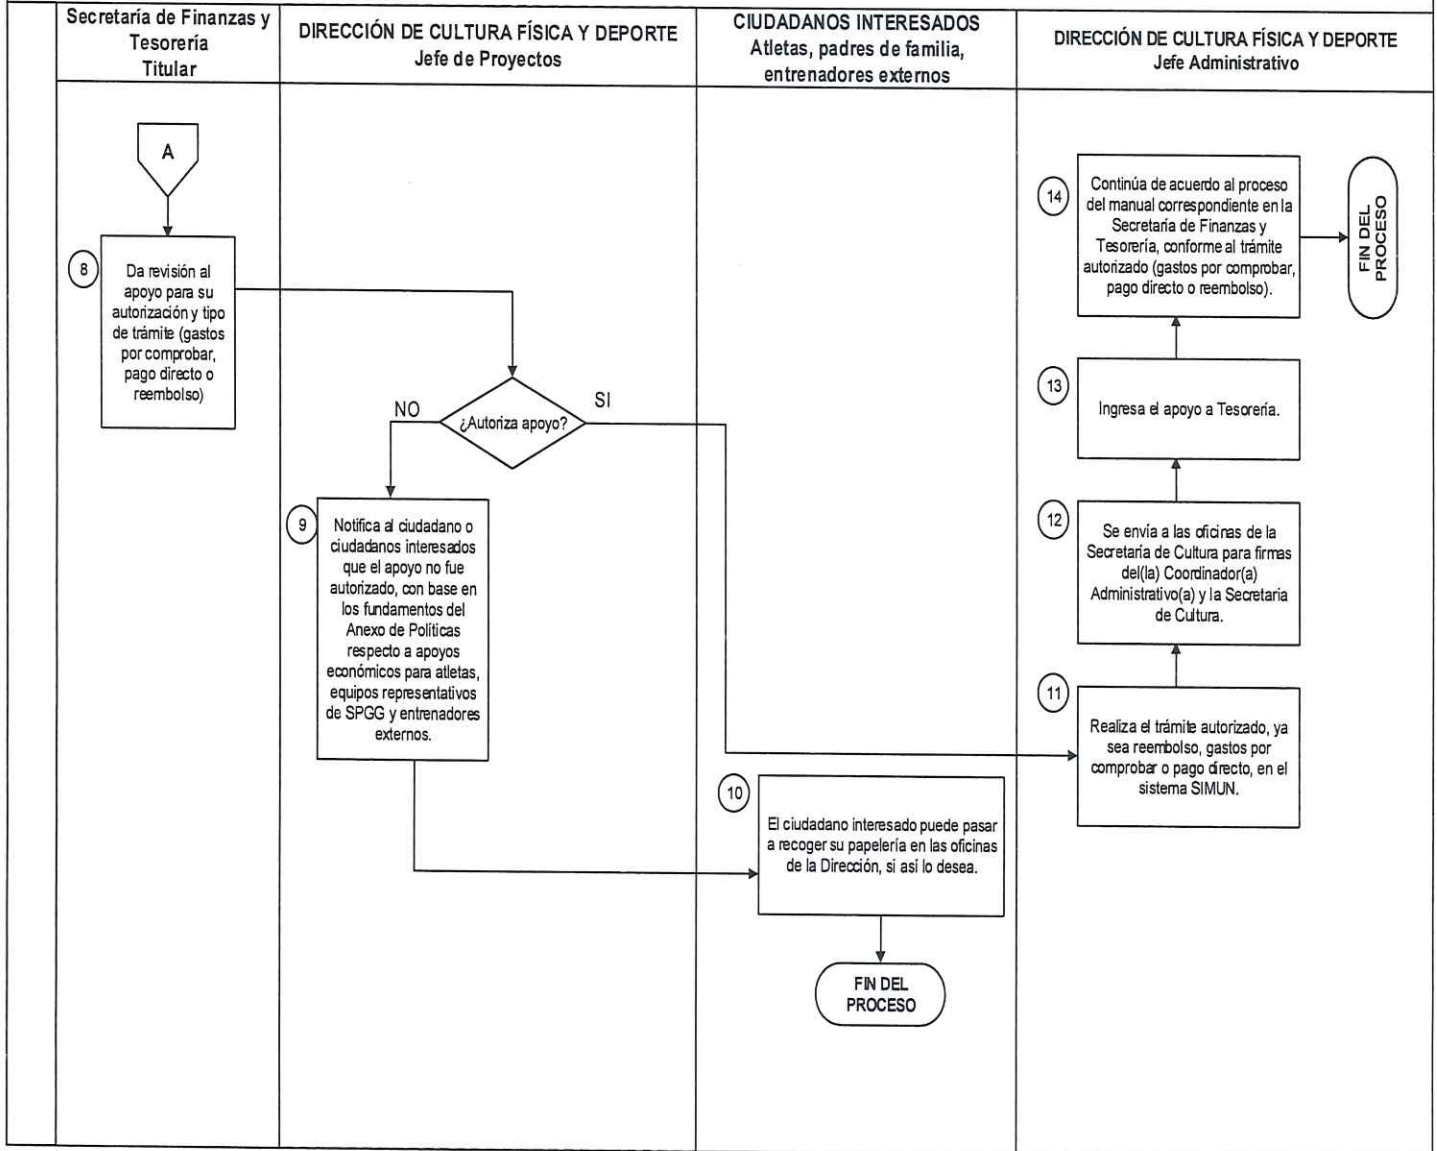 Secretaría de Finanzas y
Tesorería
Titular
DIRECCIÓN DE CULTURA FÍSICA Y DEPORTE
Jefe de Proyectos
CIUDADANOS INTERESADOS
Atletas, padres de familia,
entrenadores externos
DIRECCIÓN DE CULTURA FÍSICA Y DEPORTE
Jefe Administrativo
A
8
Da revisión al
apoyo para su
autorización y tipo
de trámite (gastos
por comprobar,
pago directo o
reembolso)
¿Autoriza apoyo?
NO
SI
9
Notifica al ciudadano o
ciudadanos interesados
que el apoyo no fue
autorizado, con base en
los fundamentos del
Anexo de Políticas
respecto a apoyos
económicos para atletas,
equipos representativos
de SPGG y entrenadores
externos.
10
El ciudadano interesado puede pasar
a recoger su papelería en las oficinas
de la Dirección, si así lo desea.
FIN DEL
PROCESO
11
Realiza el trámite autorizado, ya
sea reembolso, gastos por
comprobar o pago directo, en el
sistema SIMUN.
12
Se envía a las oficinas de la
Secretaría de Cultura para firmas
del(la) Coordinador(a)
Administrativo(a) y la Secretaria
de Cultura.
13
Ingresa el apoyo a Tesorería.
14
Continúa de acuerdo al proceso
del manual correspondiente en la
Secretaría de Finanzas y
Tesorería, conforme al trámite
autorizado (gastos por comprobar,
pago directo o reembolso).
FIN DEL
PROCESO